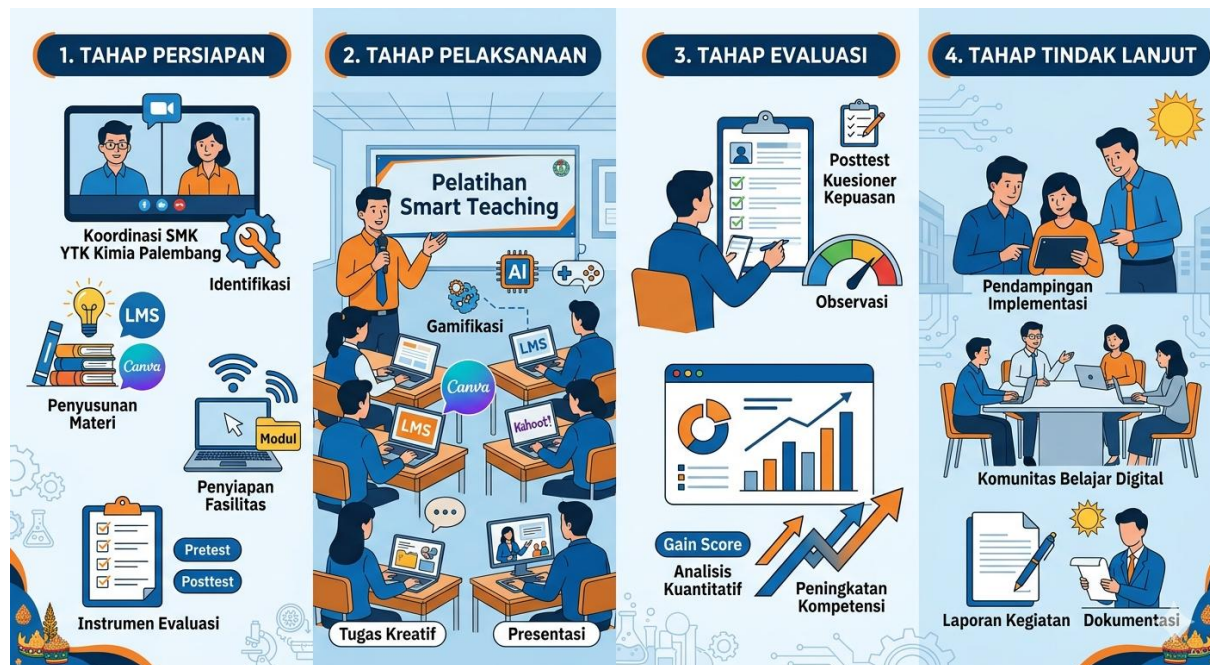 1. TAHAP PERSIAPAN
Koordinasi SMK
YTK Kimia Palembang
Identifikasi
LMS
Canva
Penyusunan
Materi
Modul
Penyiapan
Fasilitas
Pretest
Posttest
Instrumen Evaluasi
2. TAHAP PELAKSANAAN
Pelatihan
Smart Teaching
AI
Gamifikasi
LMS
Canva
LMS
Kahoot!
Tugas Kreatif
Presentasi
3. TAHAP EVALUASI
Posttest
Kuesioner
Kepuasan
Observasi
Gain Score
Analisis
Kuantitatif
Peningkatan
Kompetensi
4. TAHAP TINDAK LANJUT
Pendampingan
Implementasi
Komunitas Belajar Digital
Laporan Kegiatan
Dokumentasi